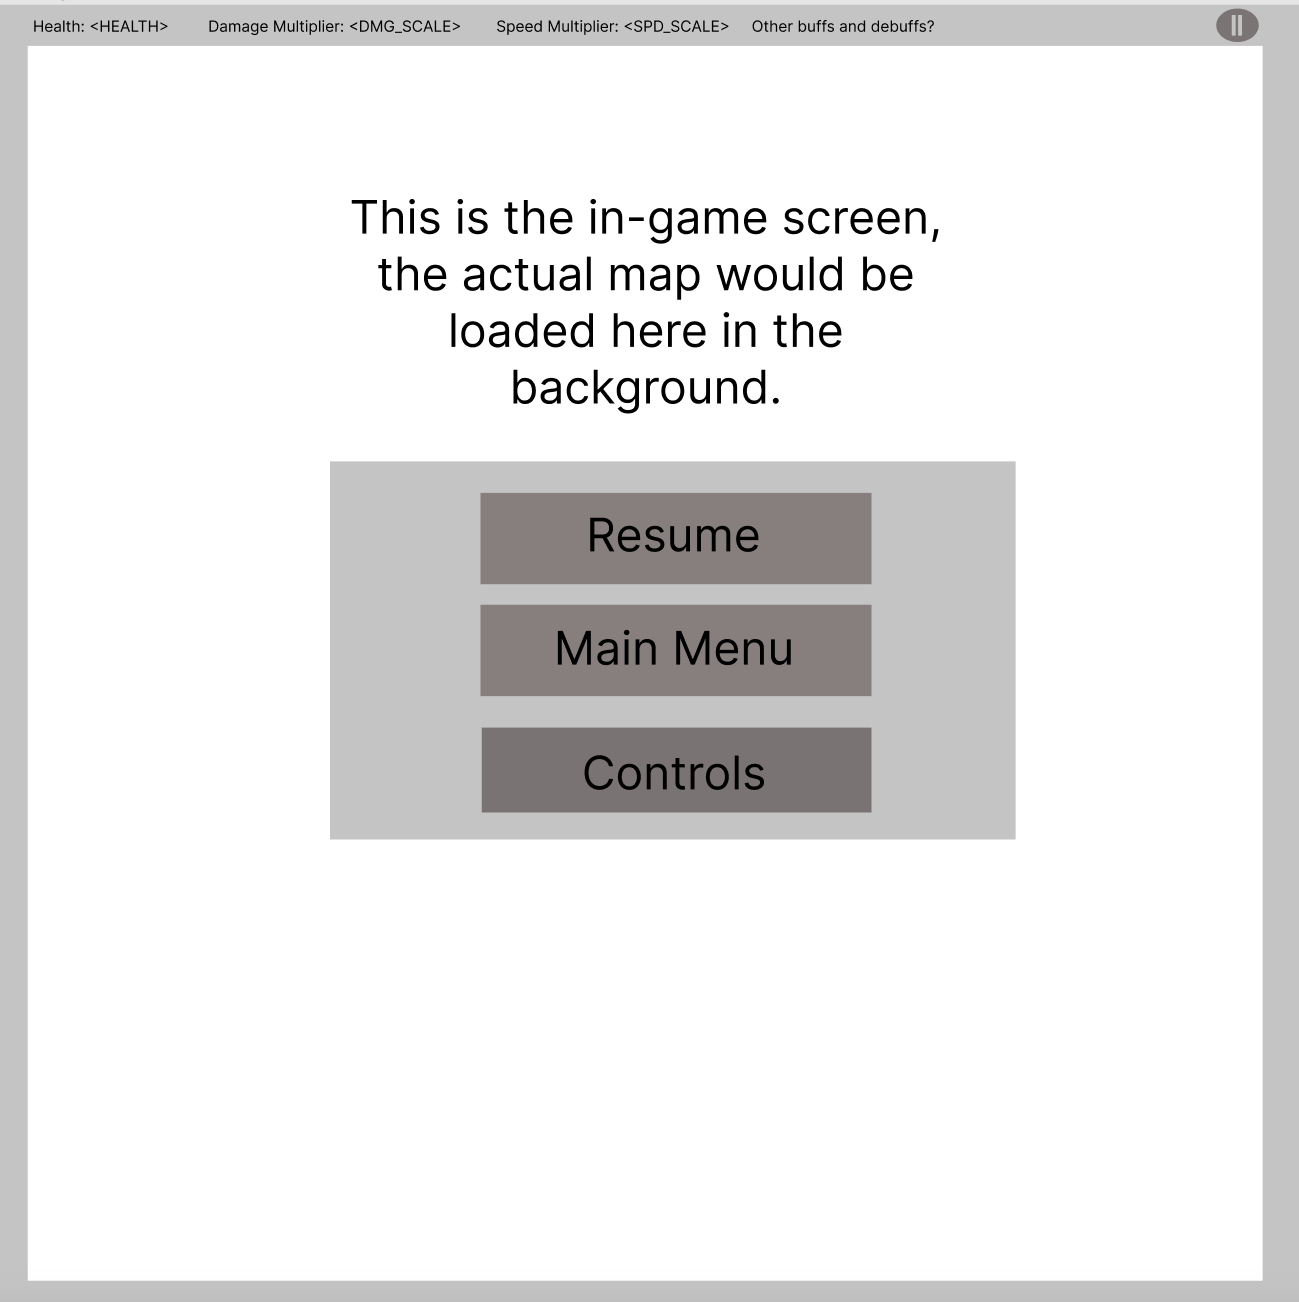 Health: <HEALTH> Damage Multiplier: <DMG_SCALE> Speed Multiplier: <SPD_SCALE> Other buffs and debuffs?
This is the in-game screen,
the actual map would be
loaded here in the
background.
Resume
Main Menu
Controls